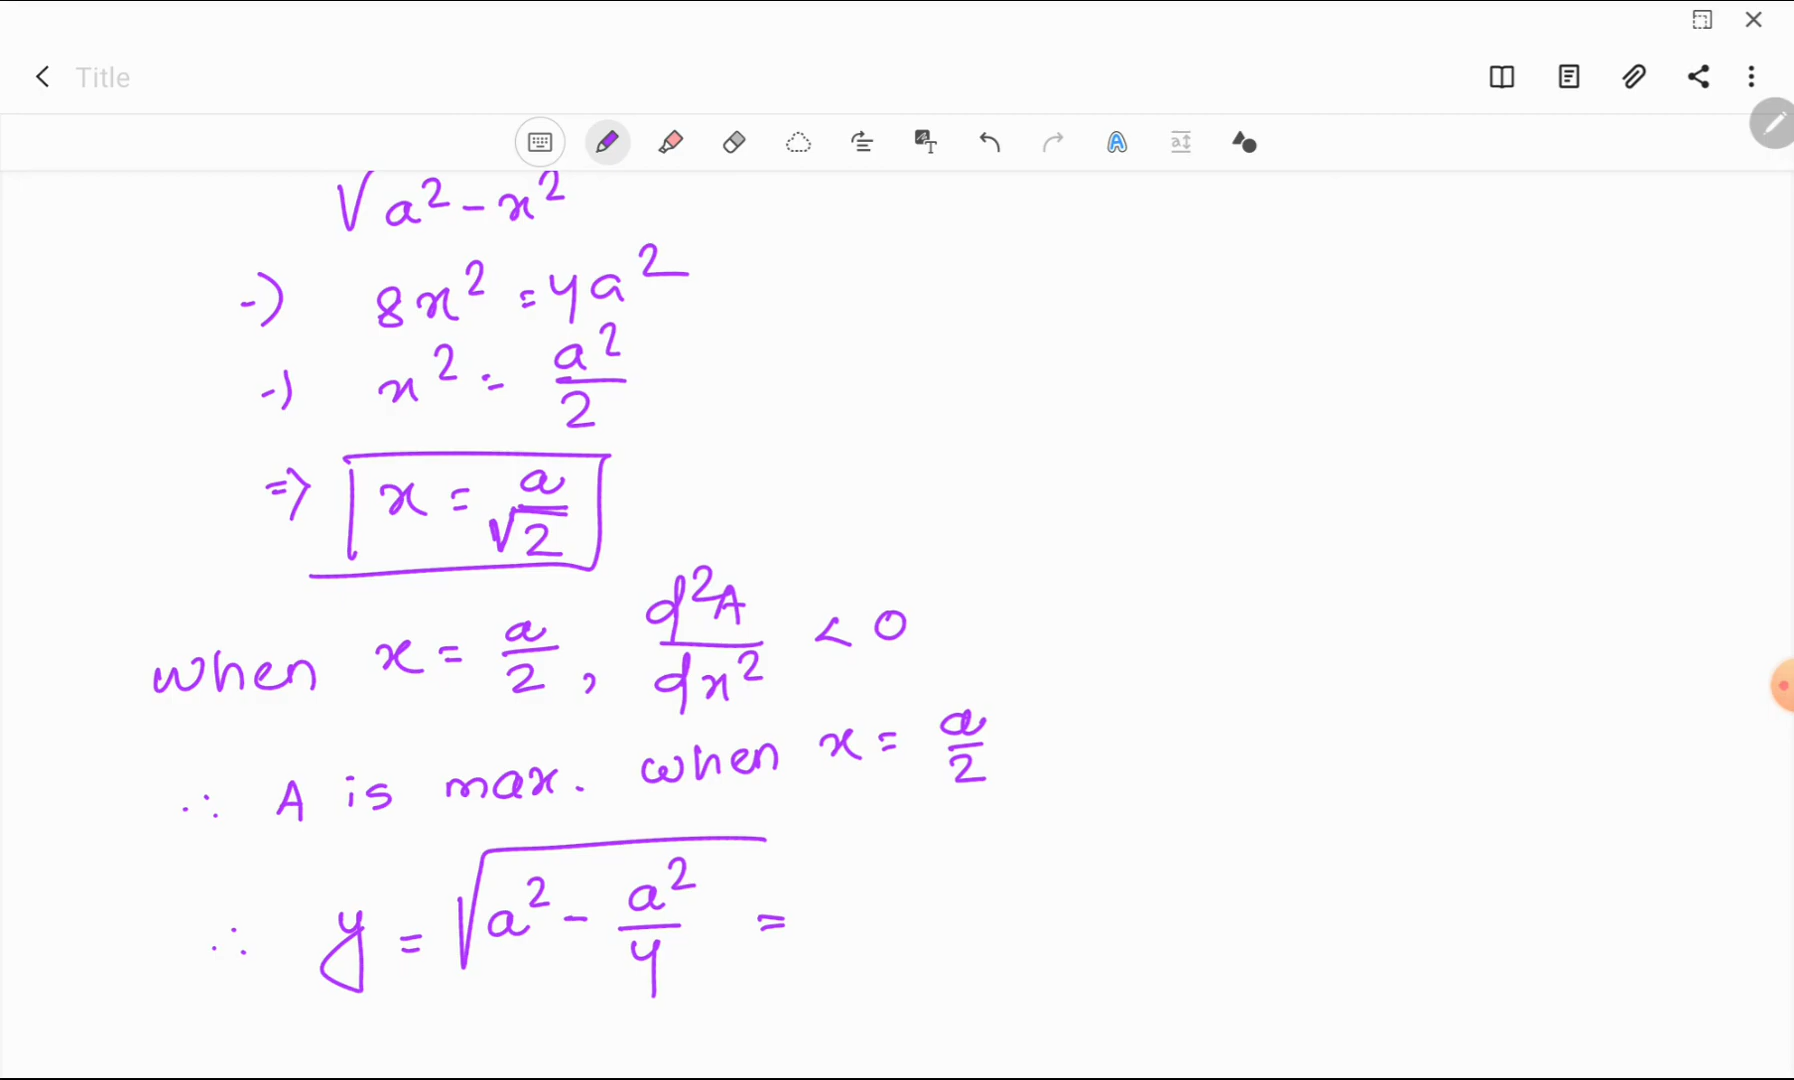 Title
√a² - x²
-) 8x² = 4a²
-) x² = a²/2
=> x = a/√2
when x = a/2, d²A/dx² < 0
∴ A is max. when x = a/2
∴ y = √(a² - a²/4) =